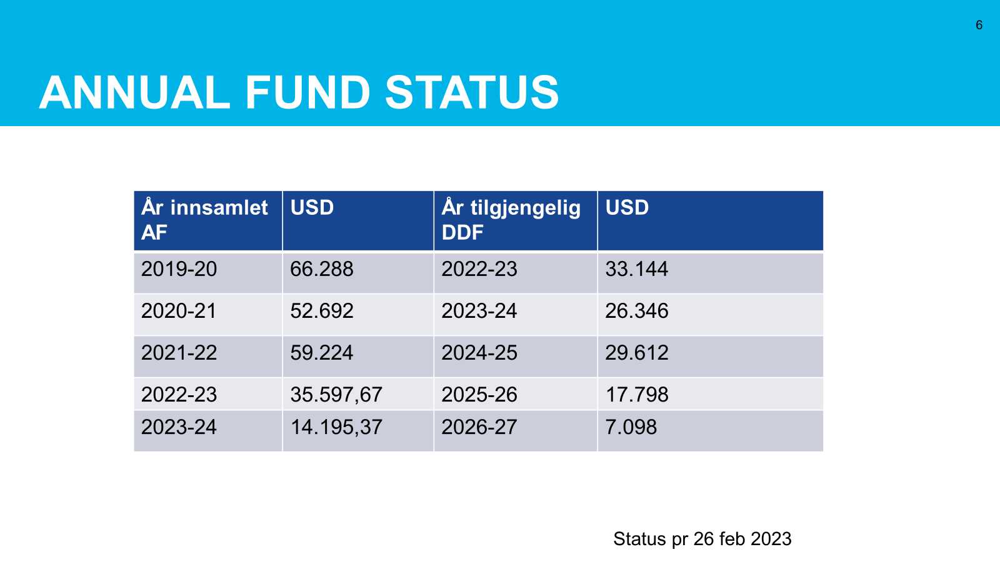 6
ANNUAL FUND STATUS
År innsamlet AF USD År tilgjengelig DDF USD
2019-20 66.288 2022-23 33.144
2020-21 52.692 2023-24 26.346
2021-22 59.224 2024-25 29.612
2022-23 35.597,67 2025-26 17.798
2023-24 14.195,37 2026-27 7.098
Status pr 26 feb 2023